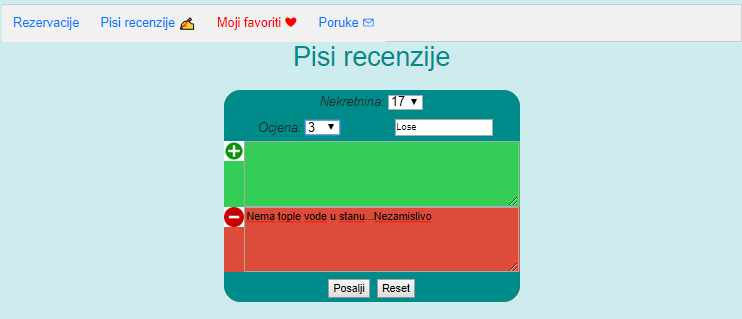 Rezervacije Pisi recenzije Moji favoriti Poruke
Pisi recenzije
Nekretnina: 17
Ocjena: 3 Lose
Nema tople vode u stanu...Nezamislivo
Posalji Reset